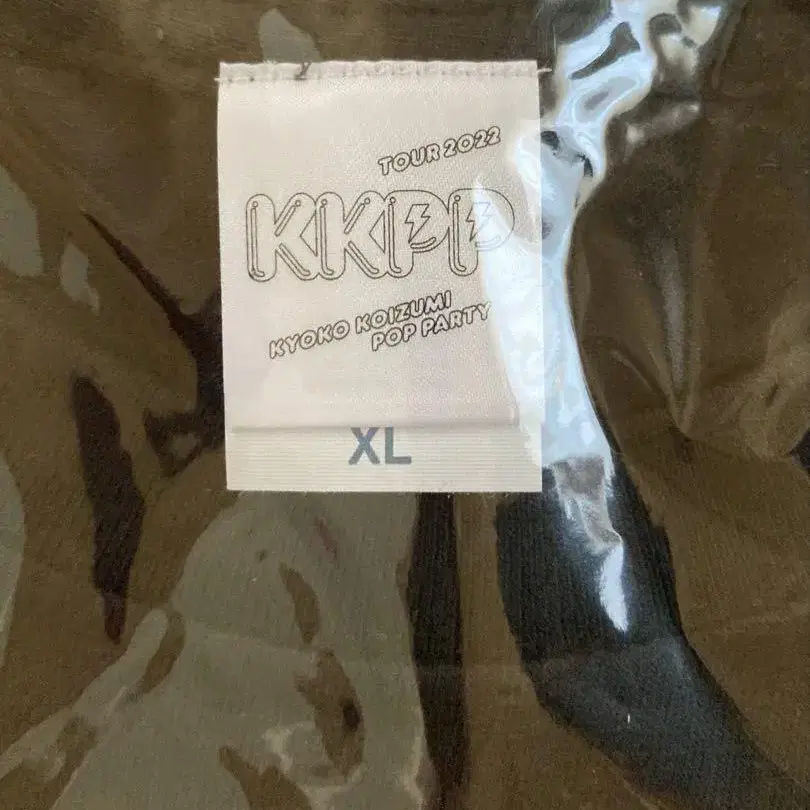 TOUR 2022
KKPP
KYOKO KOIZUMI
POP PARTY
XL